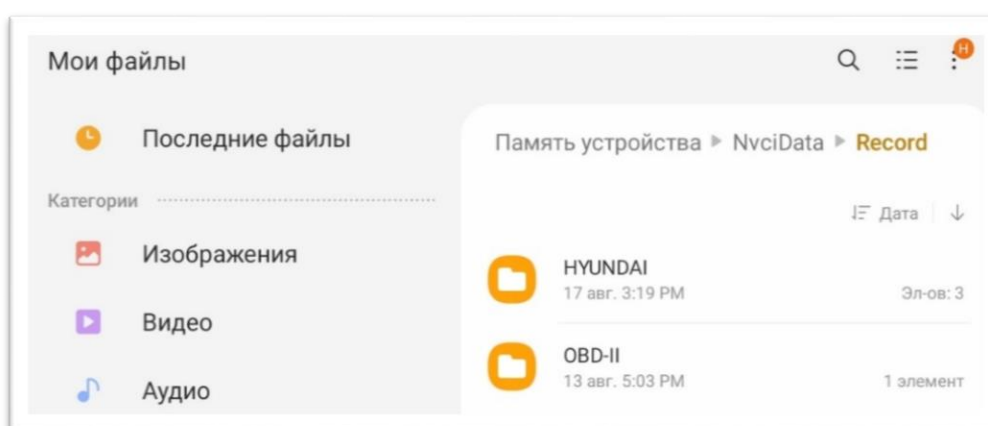 Мои файлы
Н
Последние файлы
Категории
Изображения
Видео
Аудио
Память устройства ▶ NvciData ▶ Record
Дата
HYUNDAI
17 авг. 3:19 PM
Эл-ов: 3
OBD-II
13 авг. 5:03 PM
1 элемент